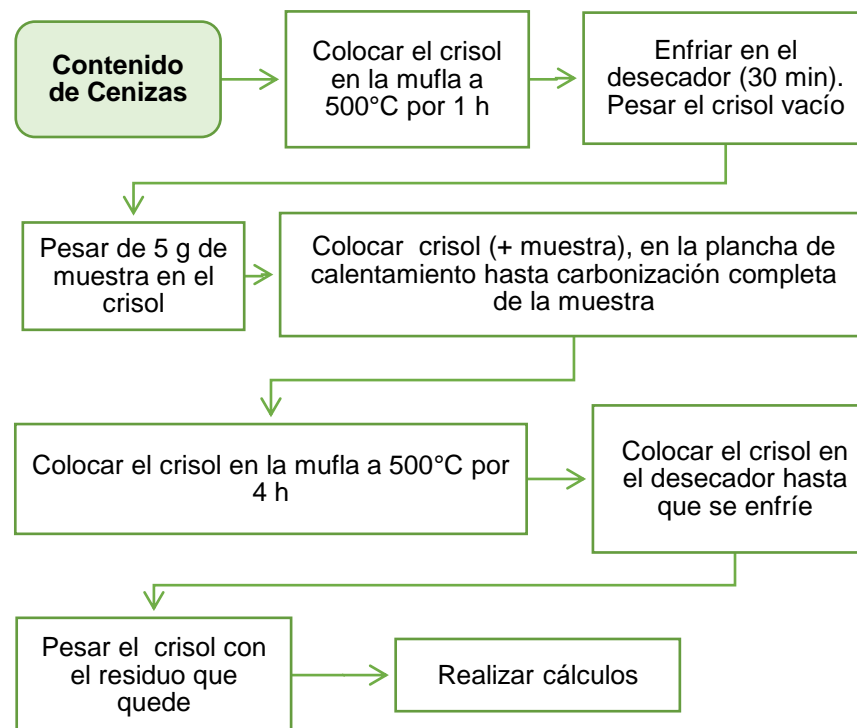 Contenido
de Cenizas
Colocar el crisol
en la mufla a
500°C por 1 h
Enfriar en el
desecador (30 min).
Pesar el crisol vacío
Pesar de 5 g de
muestra en el
crisol
Colocar crisol (+ muestra), en la plancha de
calentamiento hasta carbonización completa
de la muestra
Colocar el crisol en la mufla a 500°C por
4 h
Colocar el crisol en
el desecador hasta
que se enfríe
Pesar el crisol con
el residuo que
quede
Realizar cálculos